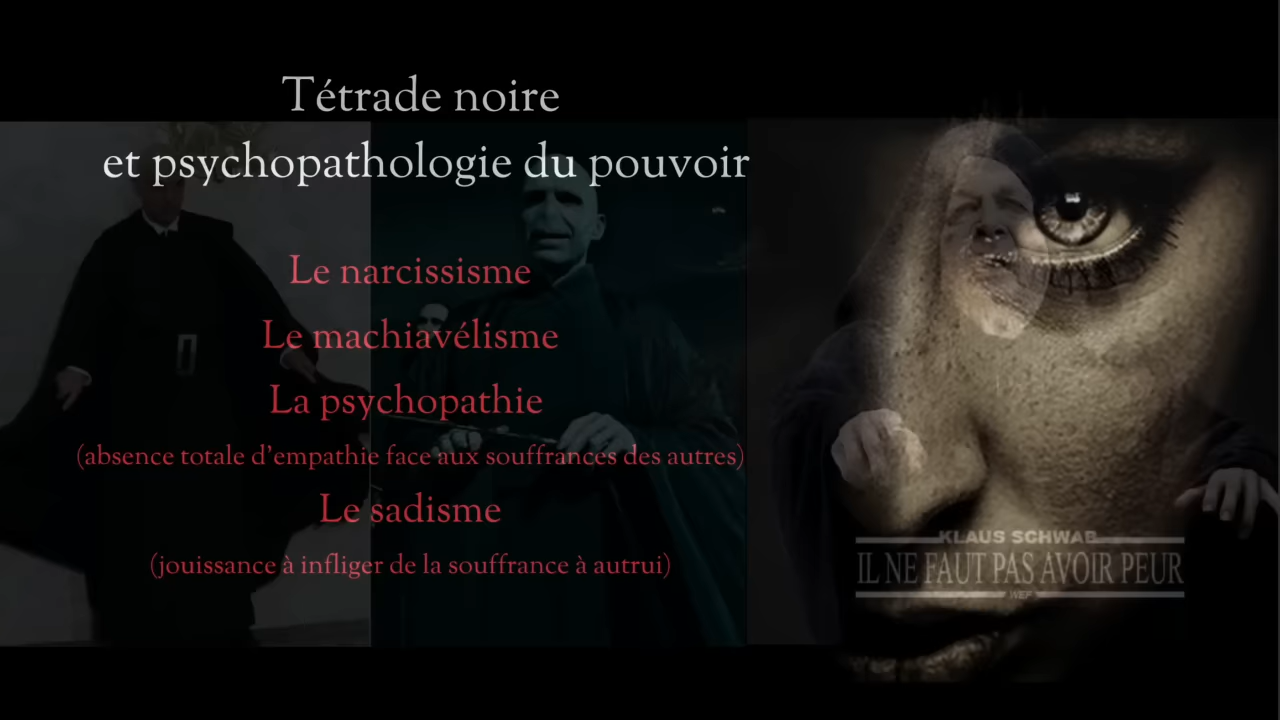 Tétrade noire
et psychopathologie du pouvoir
Le narcissisme
Le machiavélisme
La psychopathie
(absence totale d'empathie face aux souffrances des autres)
Le sadisme
(jouissance à infliger de la souffrance à autrui)
KLAUS SCHWAB
IL NE FAUT PAS AVOIR PEUR
WEF